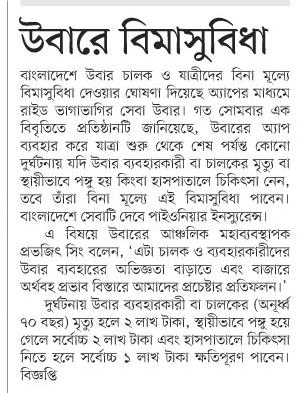 উবারে বিমাসুবিধা
বাংলাদেশে উবার চালক ও যাত্রীদের বিনা মূল্যে
বিমাসুবিধা দেওয়ার ঘোষণা দিয়েছে অ্যাপের মাধ্যমে
রাইড ভাগাভাগির সেবা উবার। গত সোমবার এক
বিবৃতিতে প্রতিষ্ঠানটি জানিয়েছে, উবারের অ্যাপ
ব্যবহার করে যাত্রা শুরু থেকে শেষ পর্যন্ত কোনো
দুর্ঘটনায় যদি উবার ব্যবহারকারী বা চালকের মৃত্যু বা
স্থায়ীভাবে পঙ্গু হয় কিংবা হাসপাতালে চিকিৎসা নেন,
তবে তাঁরা বিনা মূল্যে এই বিমাসুবিধা পাবেন।
বাংলাদেশে সেবাটি দেবে পাইওনিয়ার ইনস্যুরেন্স।
এ বিষয়ে উবারের আঞ্চলিক মহাব্যবস্থাপক
প্রভজিৎ সিং বলেন, ‘এটা চালক ও ব্যবহারকারীদের
উবার ব্যবহারের অভিজ্ঞতা বাড়াতে এবং বাজারে
অর্থবহ প্রভাব বিস্তারে আমাদের প্রচেষ্টার প্রতিফলন।’
দুর্ঘটনায় উবার ব্যবহারকারী বা চালকের (অনূর্ধ্ব
৭০ বছর) মৃত্যু হলে ২ লাখ টাকা, স্থায়ীভাবে পঙ্গু হয়ে
গেলে সর্বোচ্চ ২ লাখ টাকা এবং হাসপাতালে চিকিৎসা
নিতে হলে সর্বোচ্চ ১ লাখ টাকা ক্ষতিপূরণ পাবেন।
বিজ্ঞপ্তি